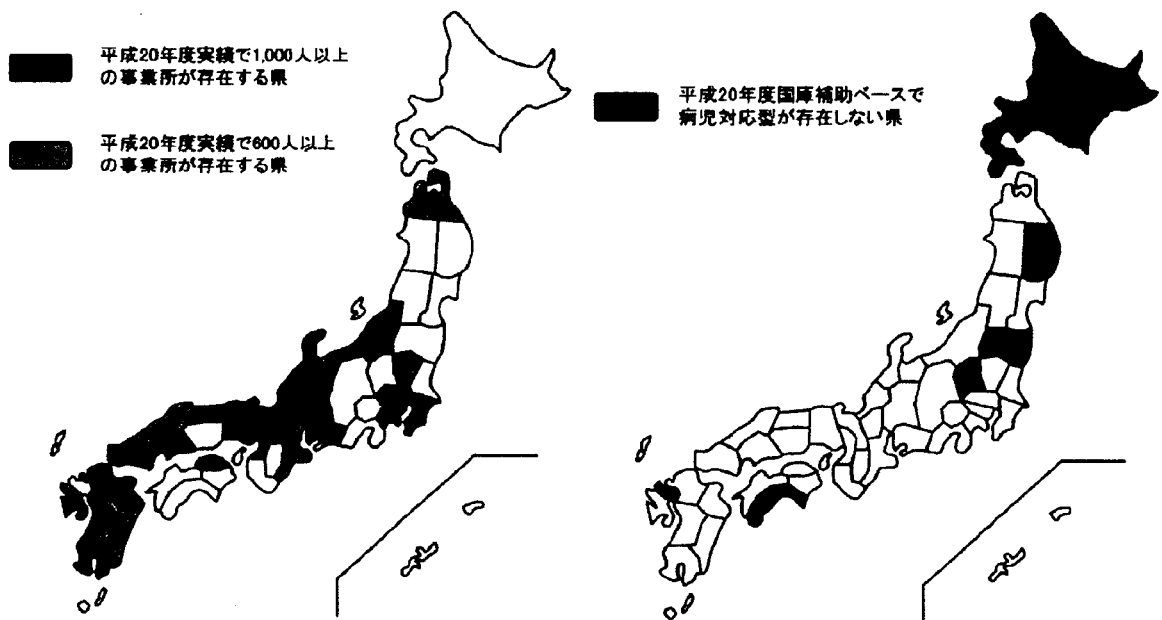 平成20年度実績で1,000人以上
の事業所が存在する県
平成20年度実績で600人以上
の事業所が存在する県
平成20年度国庫補助ベースで
病児対応型が存在しない県